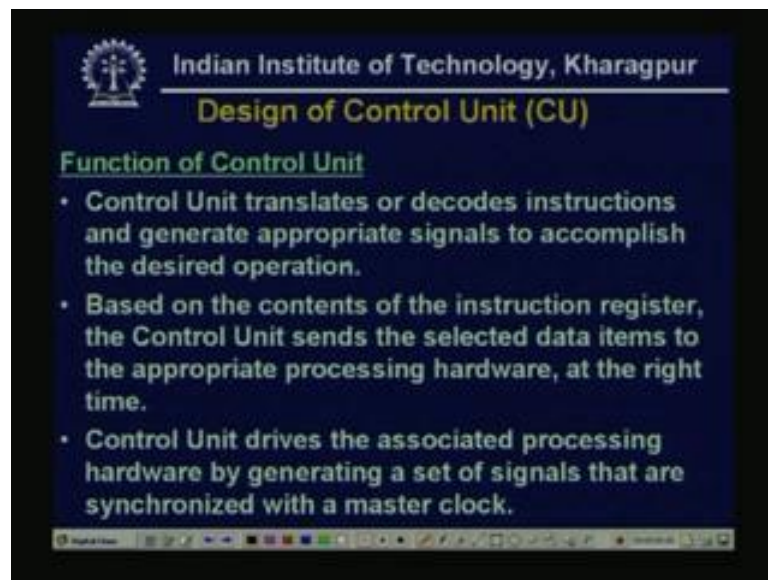 Indian Institute of Technology, Kharagpur
Design of Control Unit (CU)
Function of Control Unit
• Control Unit translates or decodes instructions
and generate appropriate signals to accomplish
the desired operation.
• Based on the contents of the instruction register,
the Control Unit sends the selected data items to
the appropriate processing hardware, at the right
time.
• Control Unit drives the associated processing
hardware by generating a set of signals that are
synchronized with a master clock.